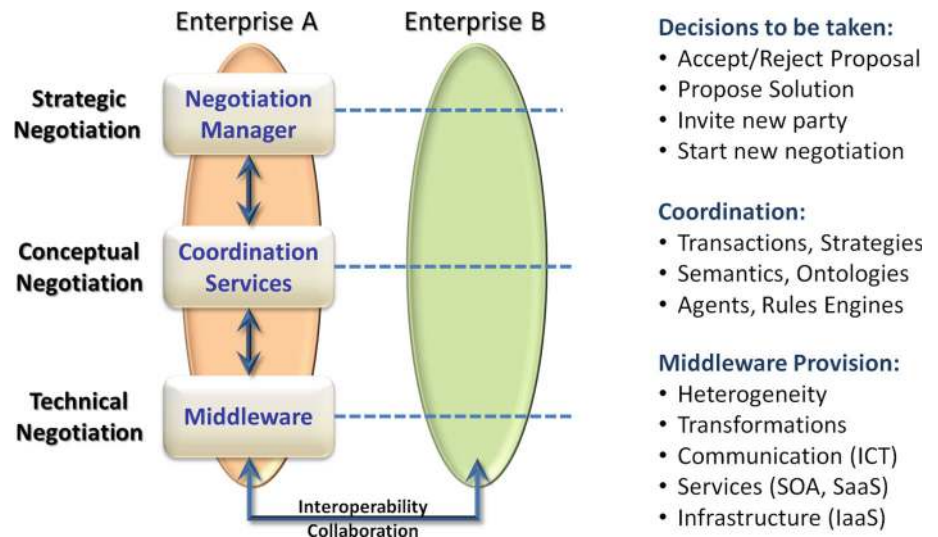 Enterprise A
Enterprise B
Strategic
Negotiation
Negotiation
Manager
Conceptual
Negotiation
Coordination
Services
Technical
Negotiation
Middleware
Interoperability
Collaboration
Decisions to be taken:
• Accept/Reject Proposal
• Propose Solution
• Invite new party
• Start new negotiation
Coordination:
• Transactions, Strategies
• Semantics, Ontologies
• Agents, Rules Engines
Middleware Provision:
• Heterogeneity
• Transformations
• Communication (ICT)
• Services (SOA, SaaS)
• Infrastructure (IaaS)